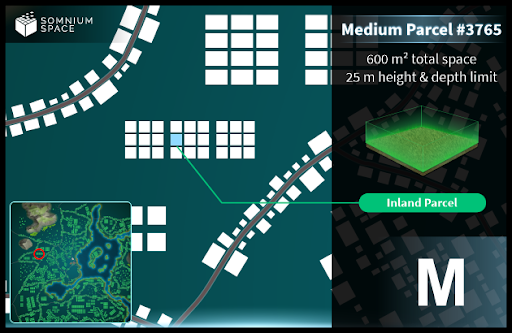 SOMNIUM
SPACE
Medium Parcel #3765
600 m² total space
25 m height & depth limit
Inland Parcel
M